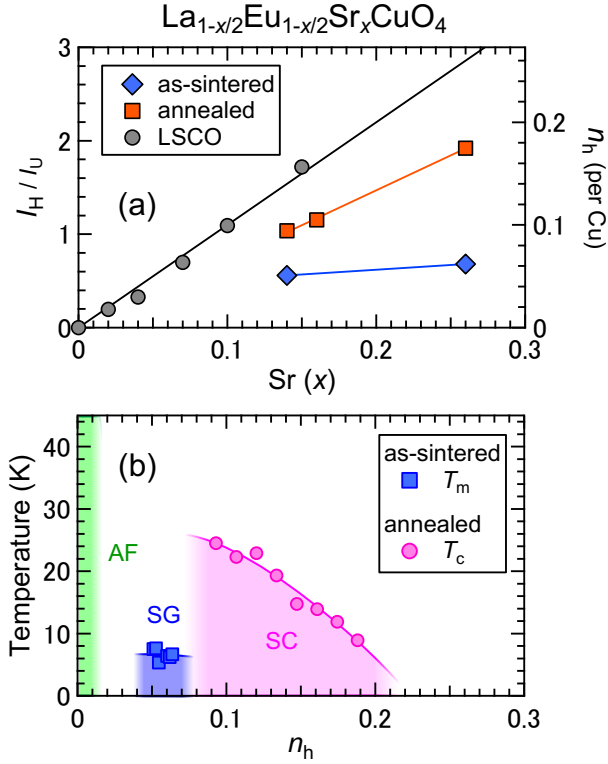 La1-x/2Eu1-x/2SrxCuO4
3
2
1
0
IH / IU
as-sintered
annealed
LSCO
(a)
0.2
0.1
0
nh (per Cu)
0
0.1
0.2
0.3
Sr (x)
40
30
20
10
0
Temperature (K)
(b)
AF
SG
SC
as-sintered
Tm
annealed
Tc
0
0.1
0.2
0.3
nh